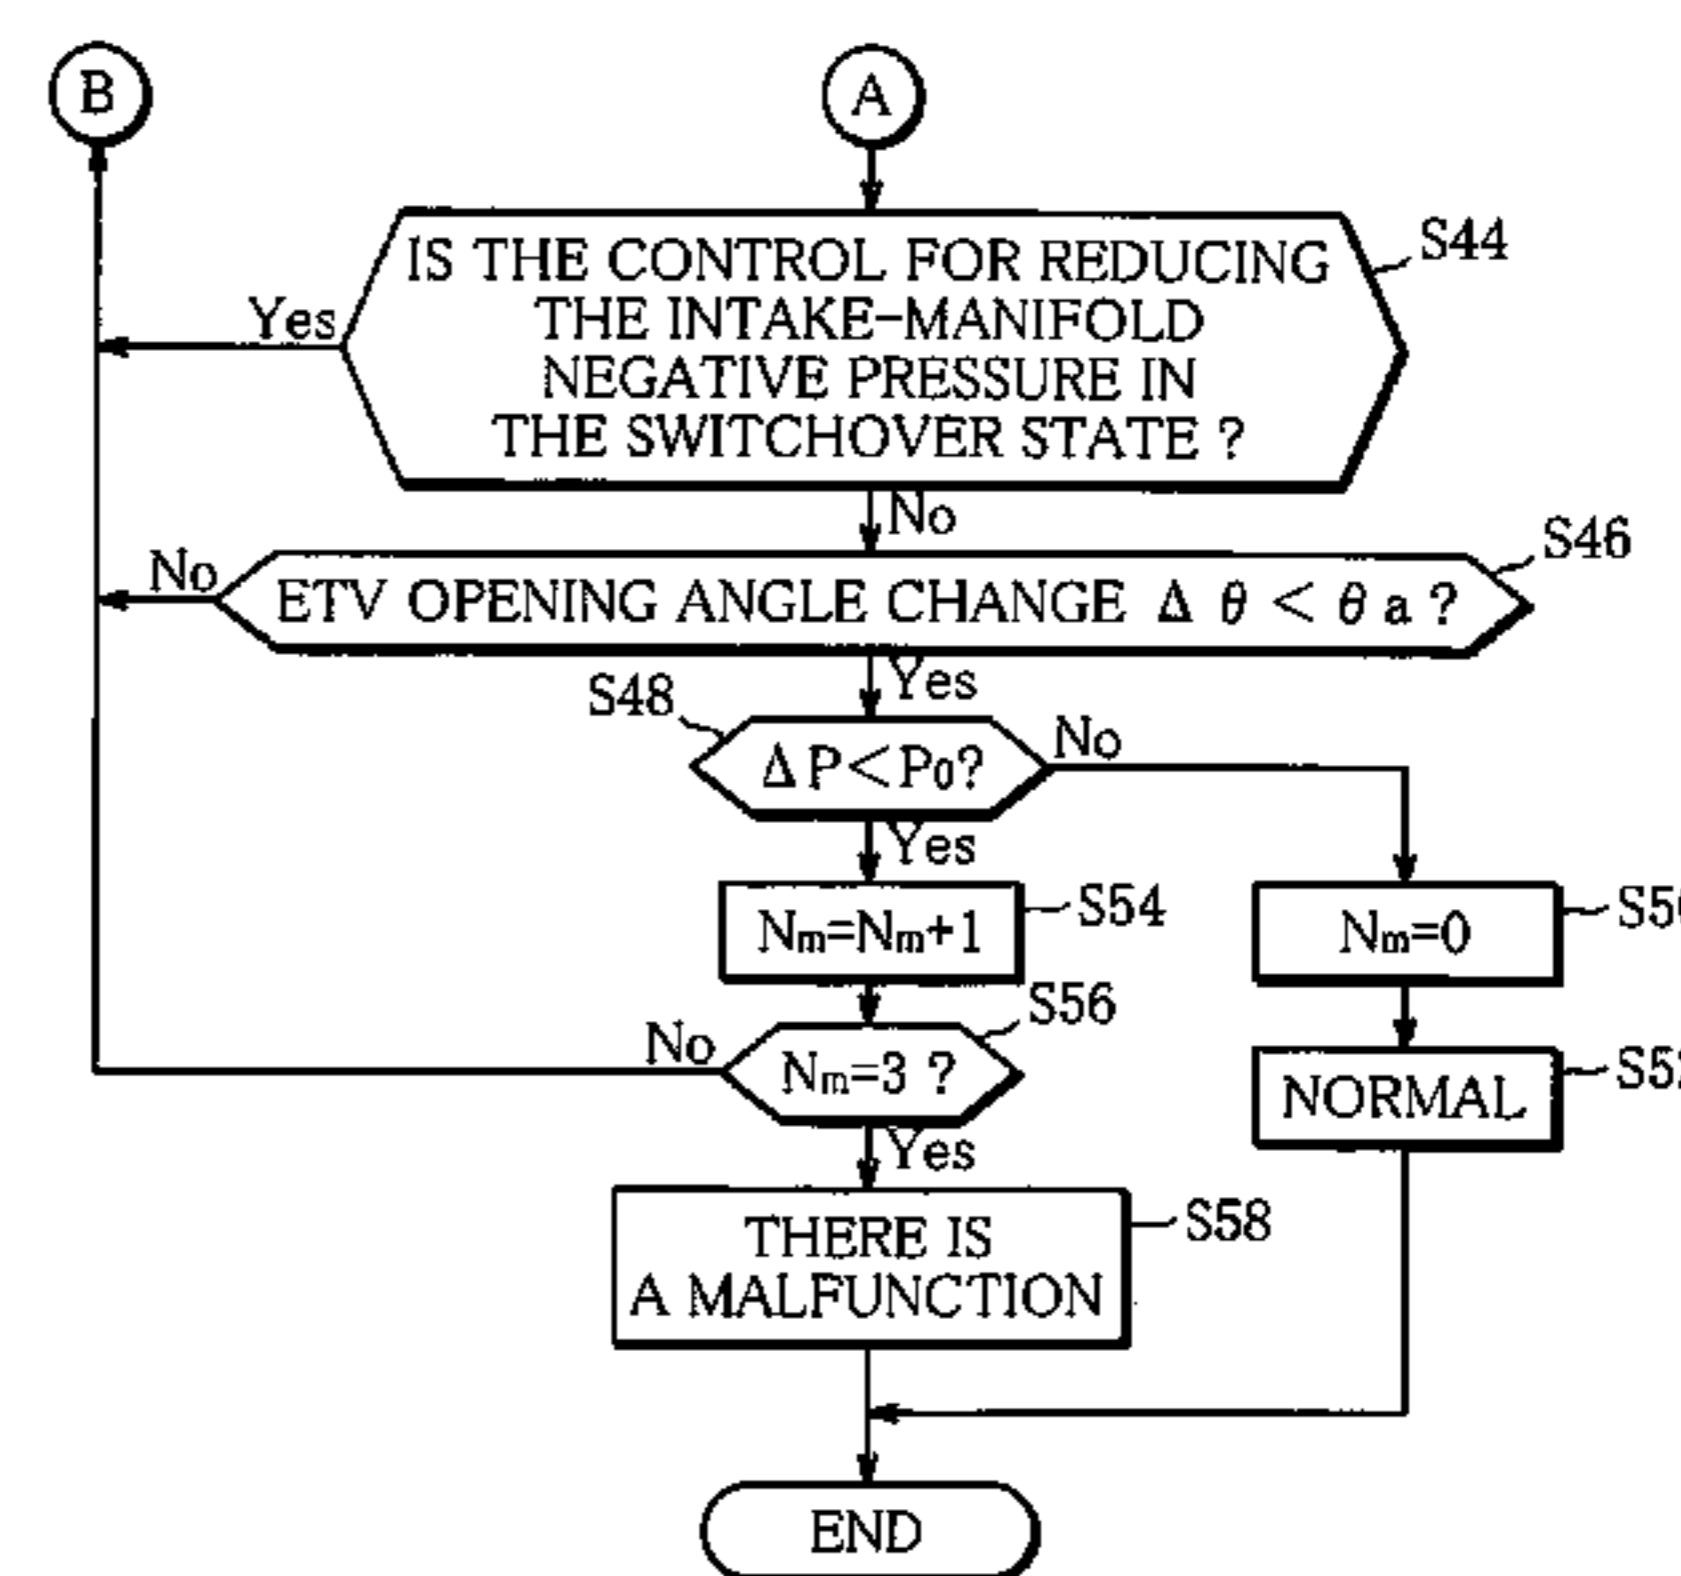 B
A
IS THE CONTROL FOR REDUCING
THE INTAKE-MANIFOLD
NEGATIVE PRESSURE IN
THE SWITCHOVER STATE ?
S44
Yes
No
S46
No
ETV OPENING ANGLE CHANGE Δ θ < θ a ?
Yes
S48
ΔP<P0?
No
Yes
Nm=Nm+1
S54
Nm=0
S56
No
Nm=3 ?
NORMAL
Yes
THERE IS
A MALFUNCTION
S58
END